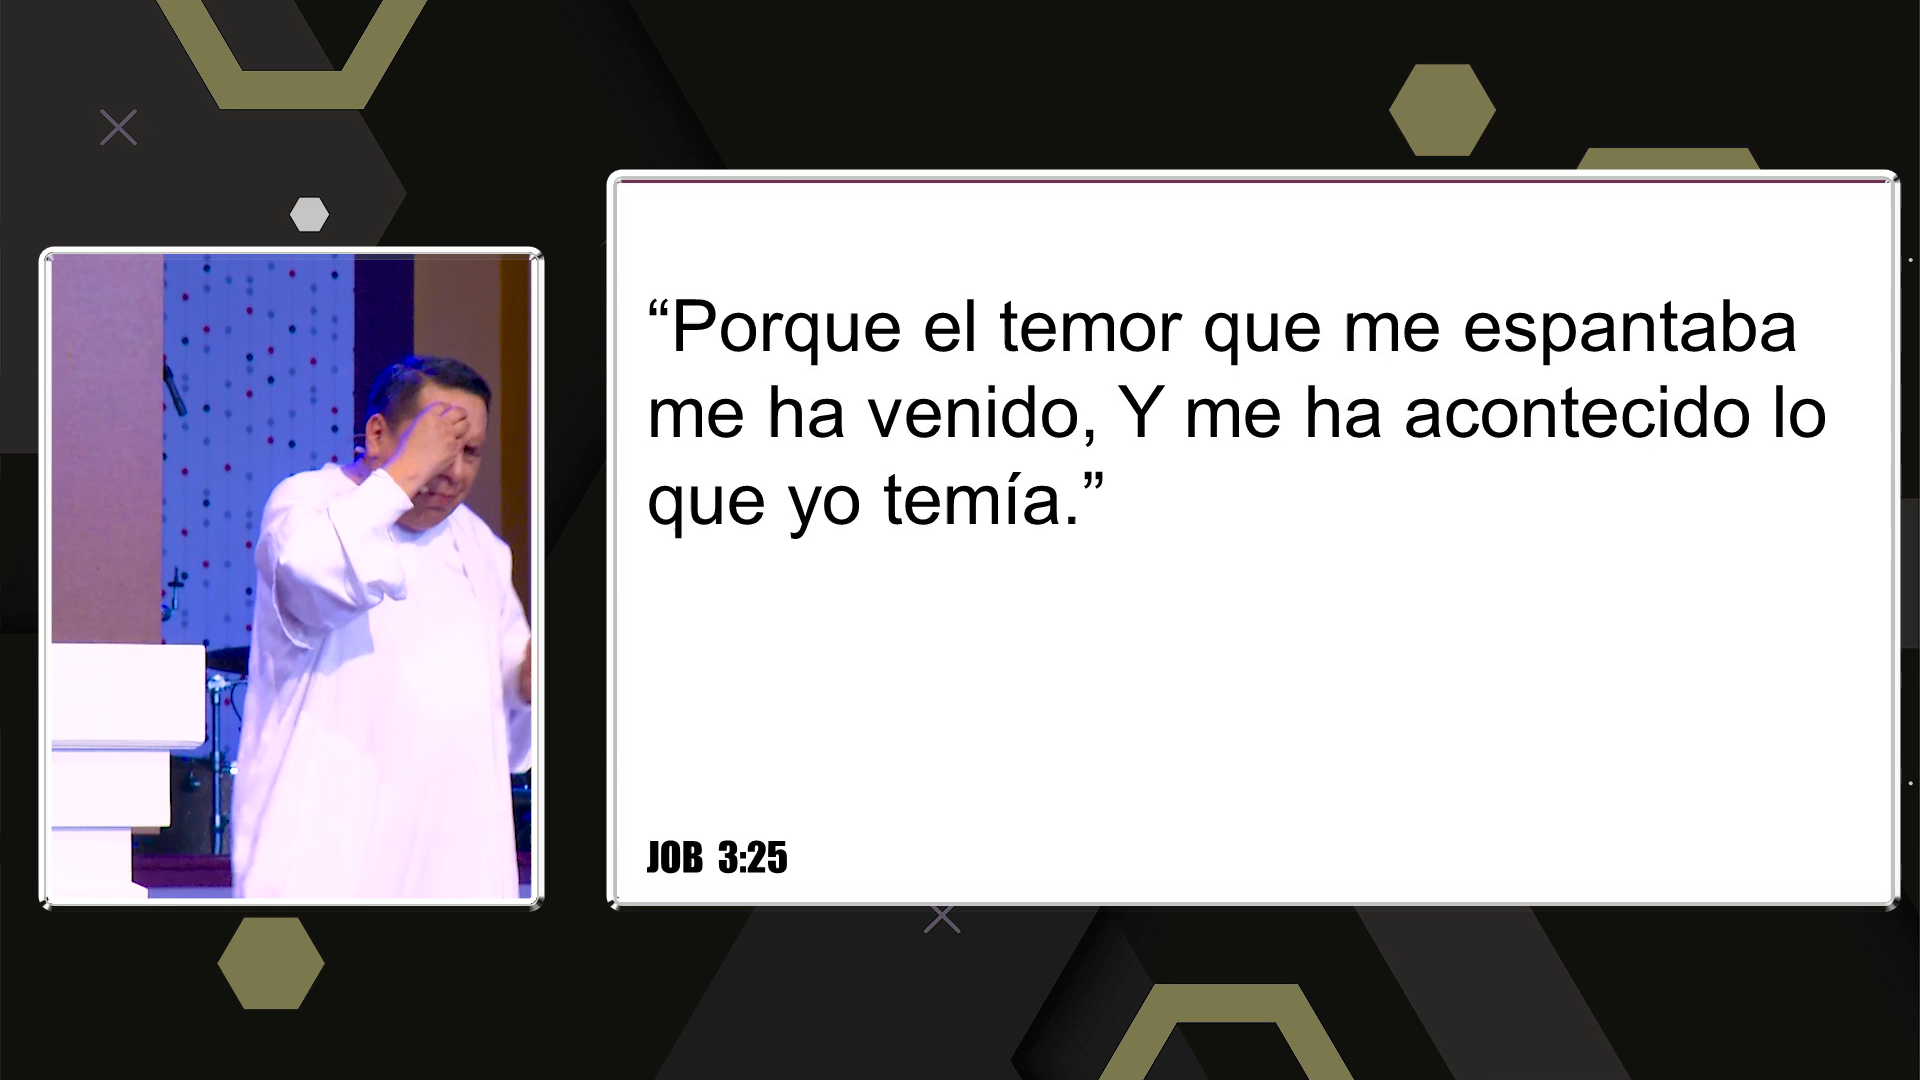 “Porque el temor que me espantaba
me ha venido, Y me ha acontecido lo
que yo temía.”
JOB 3:25